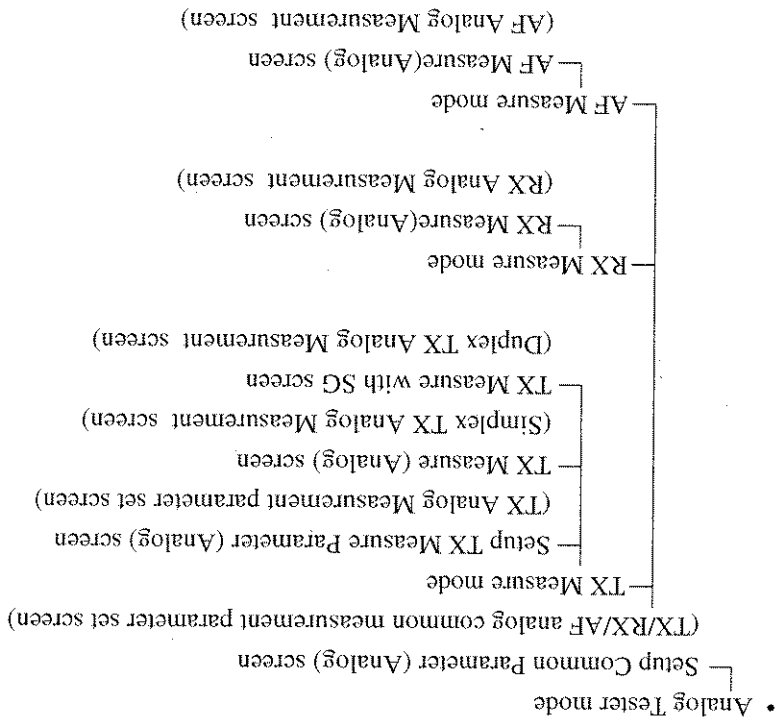 • Analog Tester mode
Setup Common Parameter (Analog) screen
(TX/RX/AF analog common measurement parameter set screen)
TX Measure mode
Setup TX Measure Parameter (Analog) screen
(TX Analog Measurement parameter set screen)
TX Measure (Analog) screen
(Simplex TX Analog Measurement screen)
TX Measure with SG screen
(Duplex TX Analog Measurement screen)
RX Measure mode
RX Measure(Analog) screen
(RX Analog Measurement screen)
AF Measure mode
AF Measure(Analog) screen
(AF Analog Measurement screen)